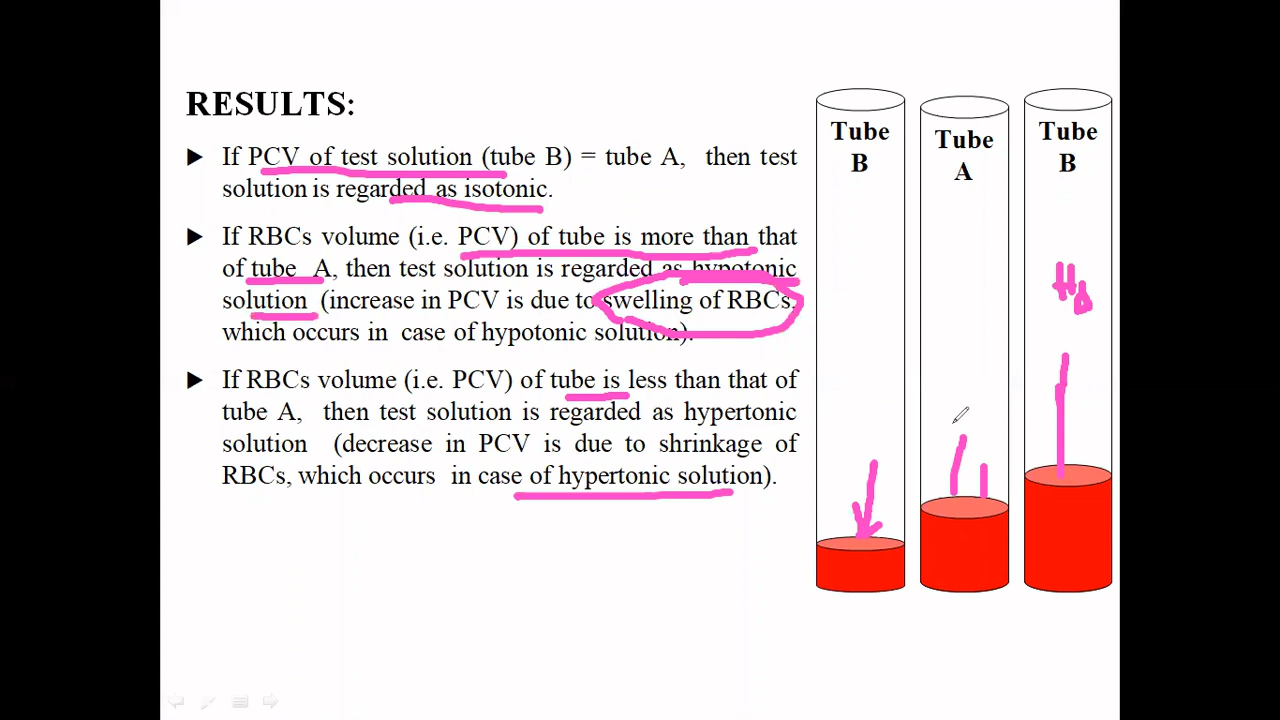 RESULTS:
► If PCV of test solution (tube B) = tube A, then test
solution is regarded as isotonic.
► If RBCs volume (i.e. PCV) of tube is more than that
of tube A, then test solution is regarded as hypotonic
solution (increase in PCV is due to swelling of RBCs,
which occurs in case of hypotonic solution).
► If RBCs volume (i.e. PCV) of tube is less than that of
tube A, then test solution is regarded as hypertonic
solution (decrease in PCV is due to shrinkage of
RBCs, which occurs in case of hypertonic solution).
Tube
B
Tube
A
Tube
B